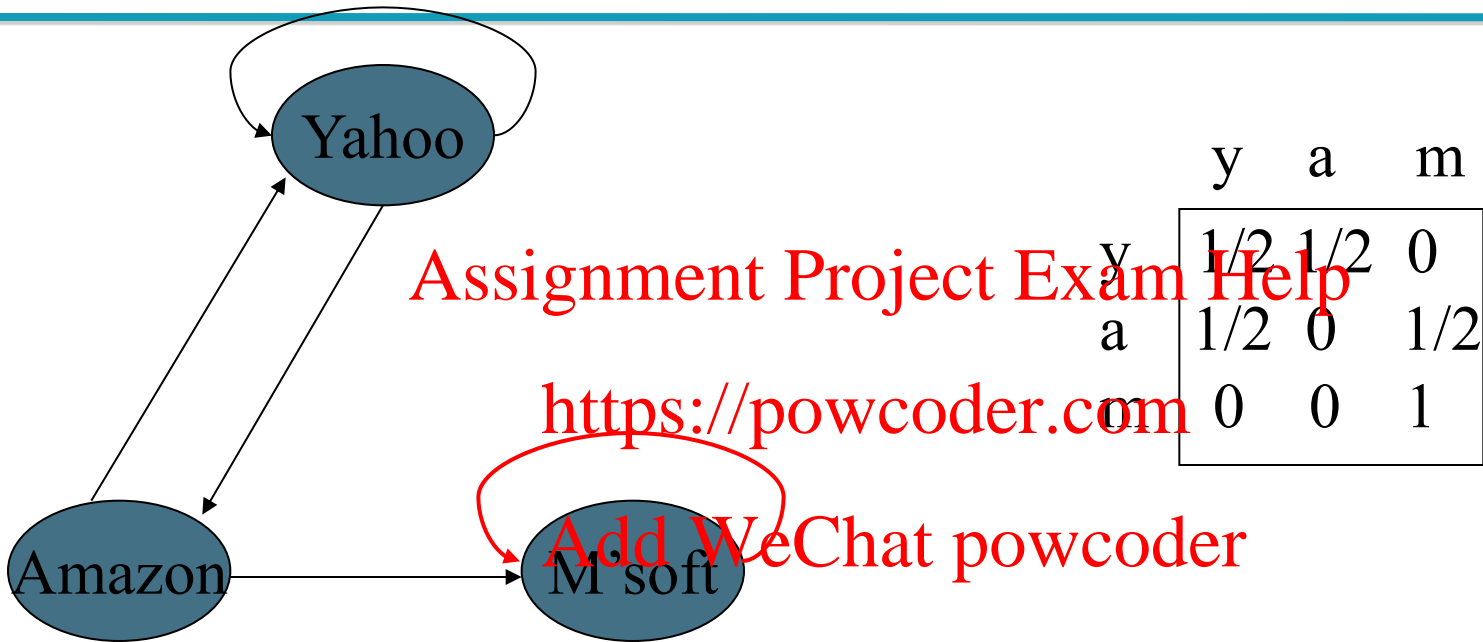 Yahoo
y a m
y 1/2 1/2 0
Assignment Project Exam Help
a 1/2 0 1/2
https://powcoder.com
m 0 0 1
Add WeChat powcoder
Amazon
M'soft